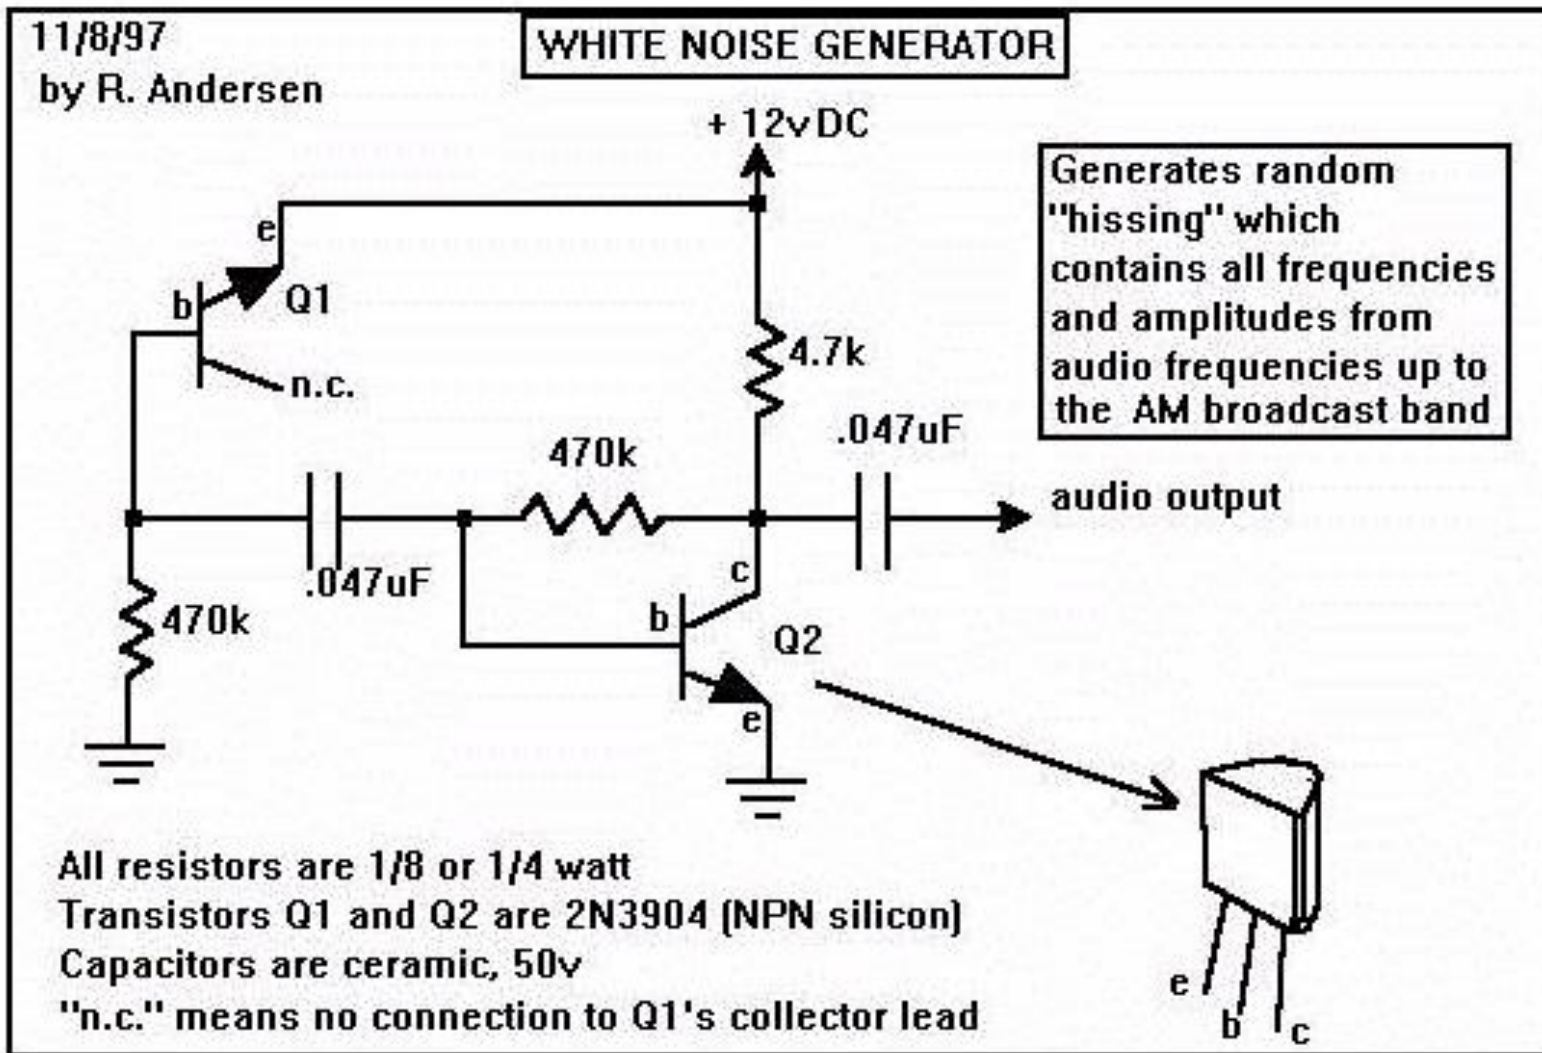 11/8/97
by R. Andersen
WHITE NOISE GENERATOR
+ 12vDC
Generates random
"hissing" which
contains all frequencies
and amplitudes from
audio frequencies up to
the AM broadcast band
e
b
Q1
n.c.
4.7k
470k
.047uF
audio output
.047uF
470k
c
b
Q2
e
All resistors are 1/8 or 1/4 watt
Transistors Q1 and Q2 are 2N3904 (NPN silicon)
Capacitors are ceramic, 50v
"n.c." means no connection to Q1's collector lead
e
b
c